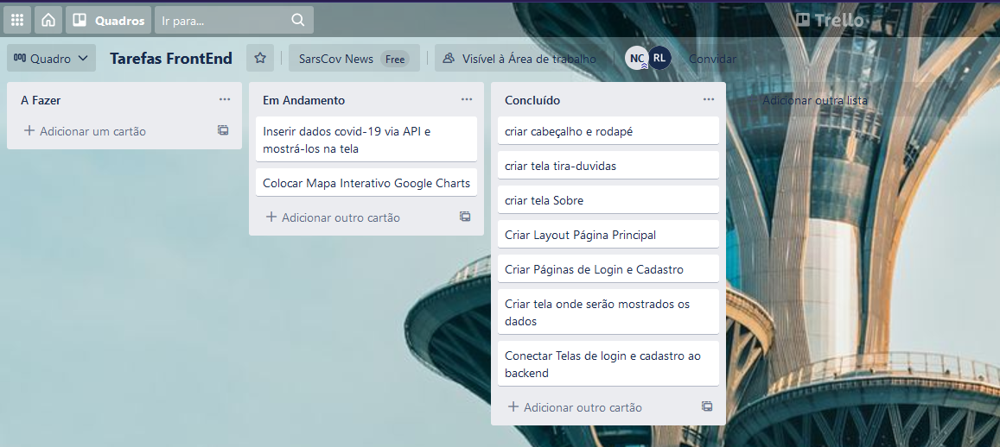 Quadros
Ir para...
Trello
Quadro
Tarefas FrontEnd
SarsCov News Free
Visível à Área de trabalho
NC
RL
Convidar
A Fazer
Adicionar um cartão
Em Andamento
Inserir dados covid-19 via API e
mostrá-los na tela
Colocar Mapa Interativo Google Charts
Adicionar outro cartão
Concluído
criar cabeçalho e rodapé
criar tela tira-duvidas
criar tela Sobre
Criar Layout Página Principal
Criar Páginas de Login e Cadastro
Criar tela onde serão mostrados os
dados
Conectar Telas de login e cadastro ao
backend
Adicionar outro cartão
Adicionar outra lista